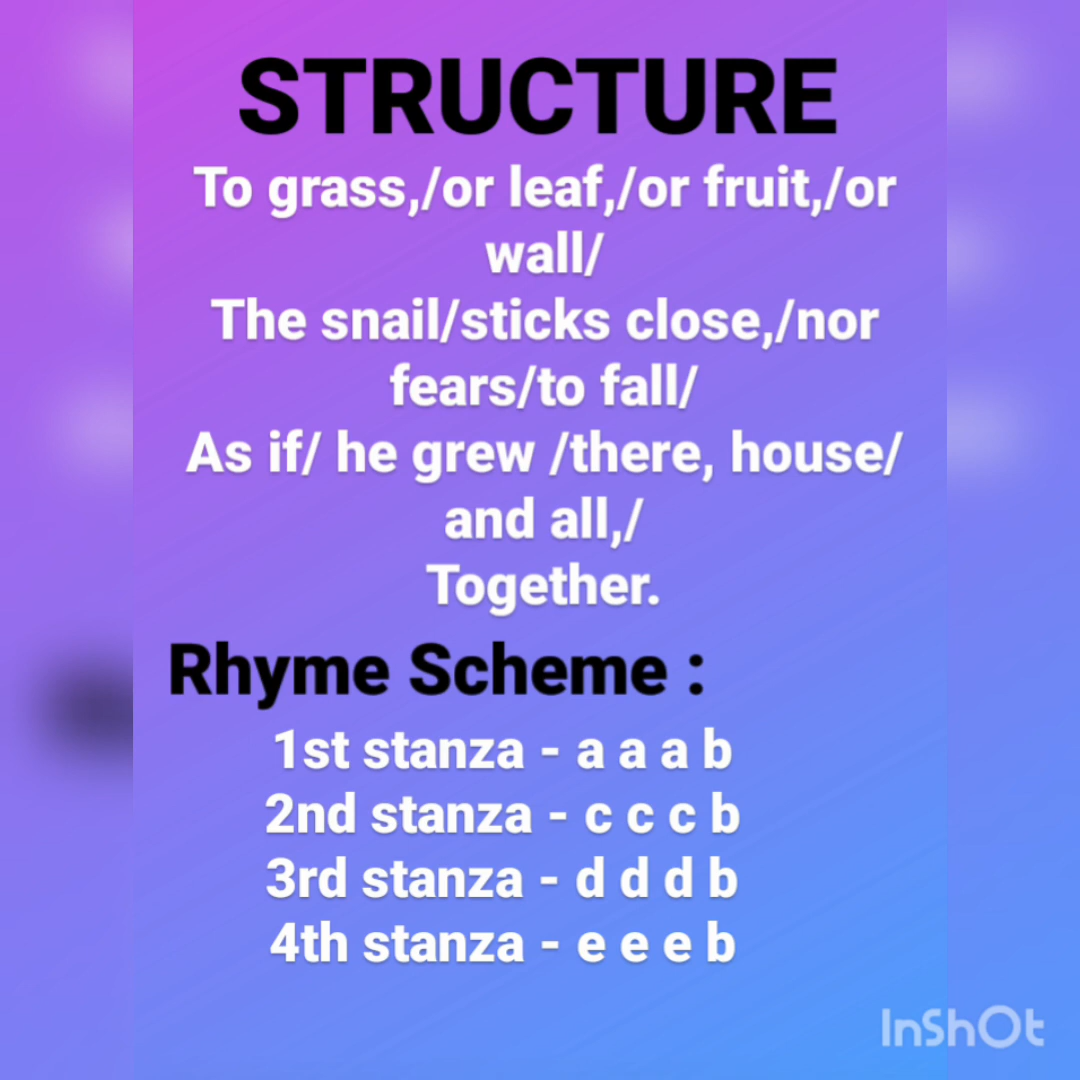 STRUCTURE
To grass,/or leaf,/or fruit,/or
wall/
The snail/sticks close,/nor
fears/to fall/
As if/ he grew /there, house/
and all,/
Together.
Rhyme Scheme :
1st stanza - a a a b
2nd stanza - c c c b
3rd stanza - d d d b
4th stanza - e e e b
InShOt